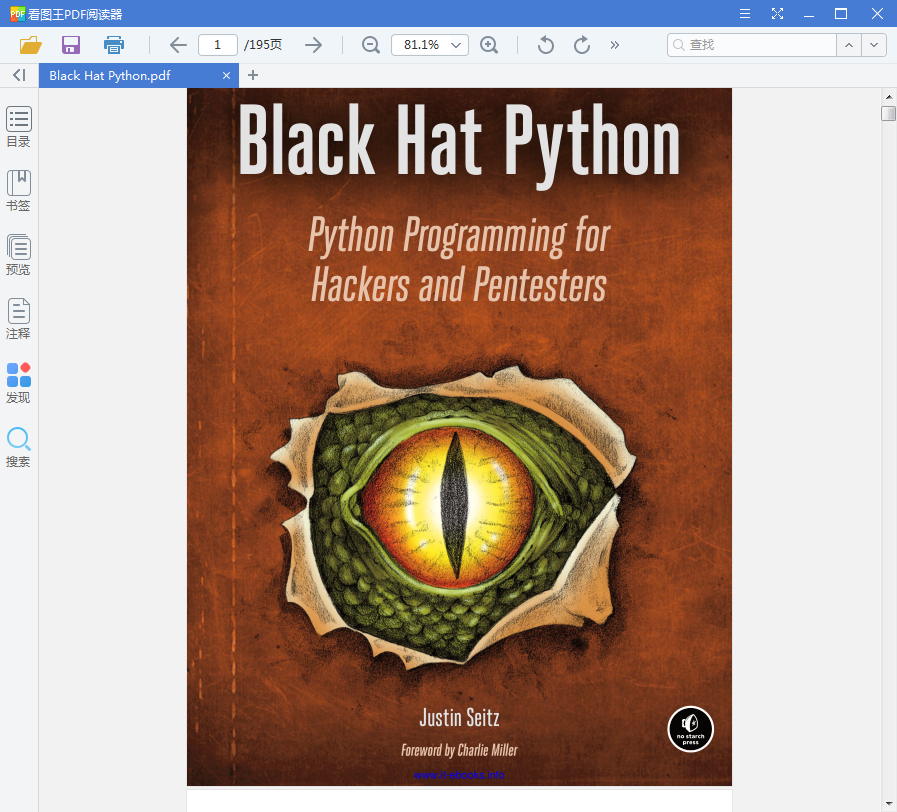 PDF 看图王PDF阅读器
1 /195页 81.1% » 查找
Black Hat Python.pdf
目录
书签
预览
注释
发现
搜索
Black Hat Python
Python Programming for
Hackers and Pentesters
Justin Seitz
Foreword by Charlie Miller
no starch
press